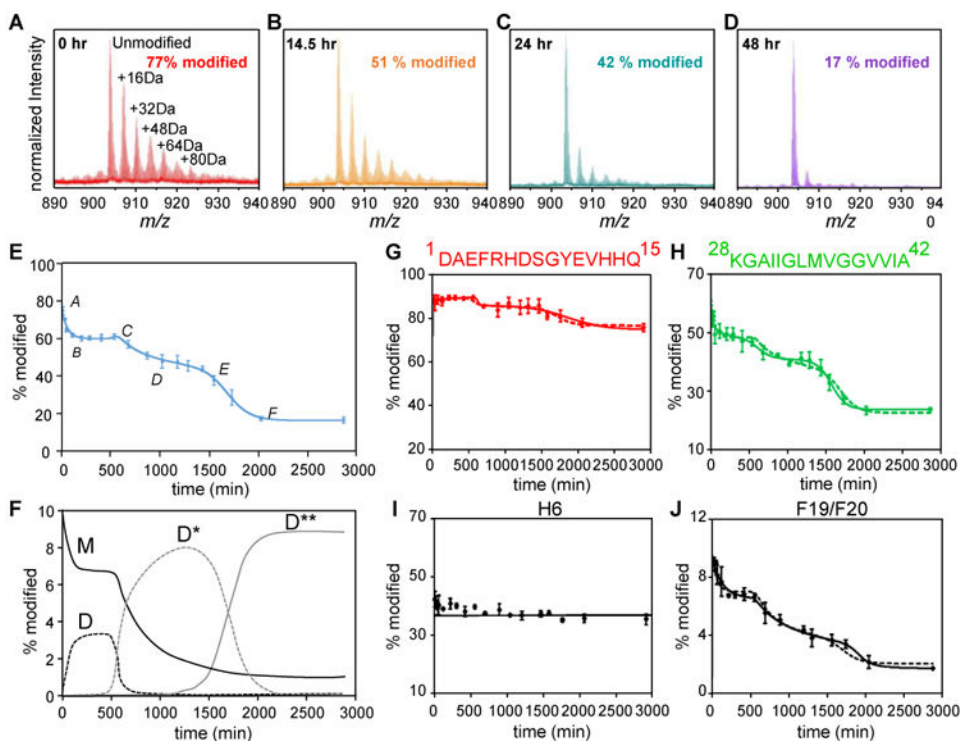 A
0 hr
Unmodified
77% modified
+16Da
+32Da
+48Da
+64Da
+80Da
normalized Intensity
890 900 910 920 930 940
m/z
B
14.5 hr
51 % modified
890 900 910 920 930 940
m/z
C
24 hr
42 % modified
890 900 910 920 930 940
m/z
D
48 hr
17 % modified
890 900 910 920 930 94
0
m/z
E
100
80
60
40
20
0
% modified
A
B
C
D
E
F
0 500 1000 1500 2000 2500 3000
time (min)
F
10
8
6
4
2
0
% modified
M
D
D*
D**
0 500 1000 1500 2000 2500 3000
time (min)
G
1DAEFRHDSGYEVHHQ15
100
80
60
40
20
% modified
0 500 1000 1500 2000 2500 3000
time (min)
H
28KGAIIGLMVGGVVIA42
90
70
50
30
10
% modified
0 500 1000 1500 2000 2500 3000
time (min)
I
H6
70
50
30
10
% modified
0 500 1000 1500 2000 2500 3000
time (min)
J
F19/F20
12
8
4
0
% modified
0 500 1000 1500 2000 2500 3000
time (min)